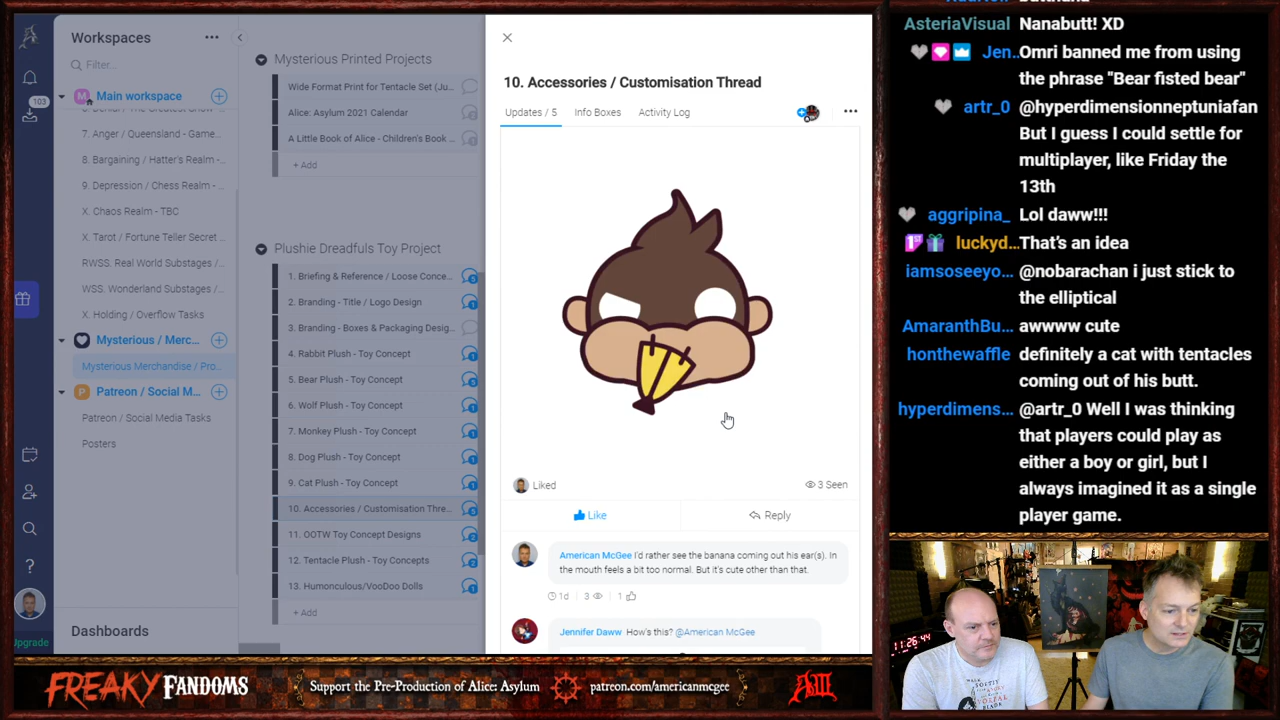 Workspaces
Filter...
103
M
Main workspace
7. Anger / Queensland - Game...
8. Bargaining / Hatter's Realm -...
9. Depression / Chess Realm -...
X. Chaos Realm - TBC
X. Tarot / Fortune Teller Secret ...
RWSS. Real World Substages /...
WSS. Wonderland Substages /...
X. Holding / Overflow Tasks
Mysterious / Merc...
Mysterious Merchandise / Pro...
P
Patreon / Social M...
Patreon / Social Media Tasks
Posters
Dashboards
Upgrade
Mysterious Printed Projects
Wide Format Print for Tentacle Set (Ju...
Alice: Asylum 2021 Calendar
A Little Book of Alice - Children's Book ...
+ Add
Plushie Dreadfuls Toy Project
1. Briefing & Reference / Loose Conce...
2. Branding - Title / Logo Design
3. Branding - Boxes & Packaging Desig...
4. Rabbit Plush - Toy Concept
5. Bear Plush - Toy Concept
6. Wolf Plush - Toy Concept
7. Monkey Plush - Toy Concept
8. Dog Plush - Toy Concept
9. Cat Plush - Toy Concept
10. Accessories / Customisation Thre...
11. OOTW Toy Concept Designs
12. Tentacle Plush - Toy Concepts
13. Humonculous/VooDoo Dolls
+ Add
10. Accessories / Customisation Thread
Updates / 5
Info Boxes
Activity Log
Liked
3 Seen
Like
Reply
American McGee I'd rather see the banana coming out his ear(s). In
the mouth feels a bit too normal. But it's cute other than that.
1d
3
1
Jennifer Daww How's this? @American McGee
AsteriaVisual Nanabutt! XD
Jen... Omri banned me from using
the phrase "Bear fisted bear"
artr_0 @hyperdimensionneptuniafan
But I guess I could settle for
multiplayer, like Friday the
13th
aggripina_ Lol daww!!!
luckyd... That's an idea
iamsoseeyo... @nobarachan i just stick to
the elliptical
AmaranthBu... awwww cute
honthewaffle definitely a cat with tentacles
coming out of his butt.
hyperdimens... @artr_0 Well I was thinking
that players could play as
either a boy or girl, but I
always imagined it as a single
player game.
11:26:44
FREAKY FANDOMS
Support the Pre-Production of Alice: Asylum
patreon.com/americanmcgee